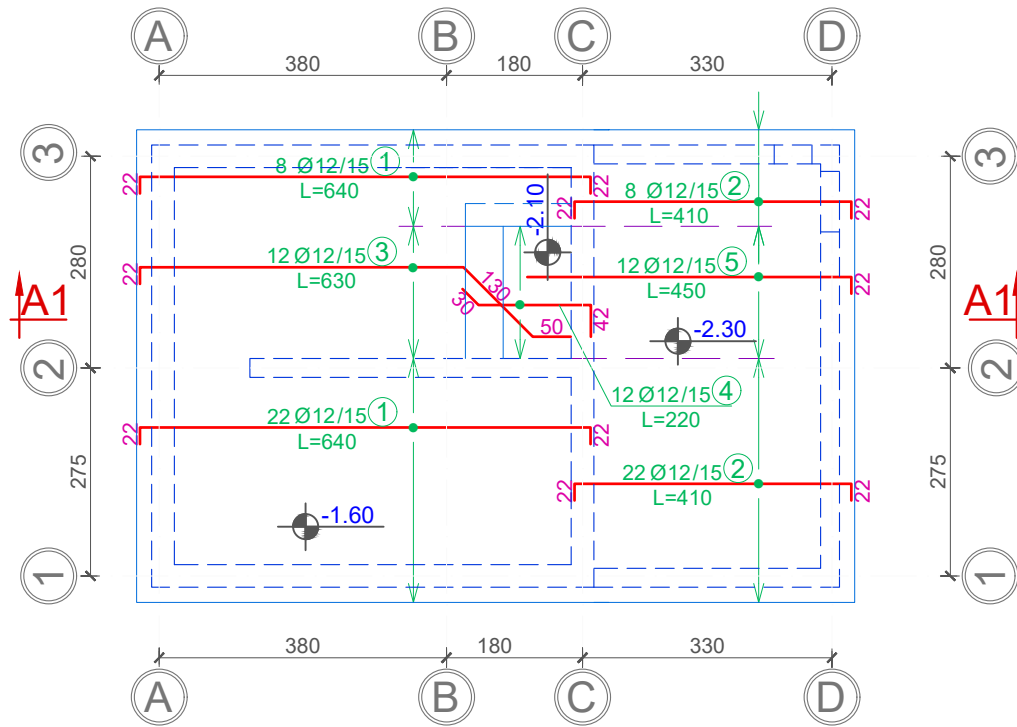 A B C D
380 180 330
3 3
8 Ø12/15 1
L=640
22 22
-2.10
8 Ø12/15 2
L=410
22 22
280 280
12 Ø12/15 3
L=630
22
130
30
50
42
12 Ø12/15 5
L=450
22
A1 A1
-2.30
2 2
12 Ø12/15 4
L=220
22 Ø12/15 1
L=640
22 22
275 275
22 Ø12/15 2
L=410
22 22
-1.60
1 1
380 180 330
A B C D